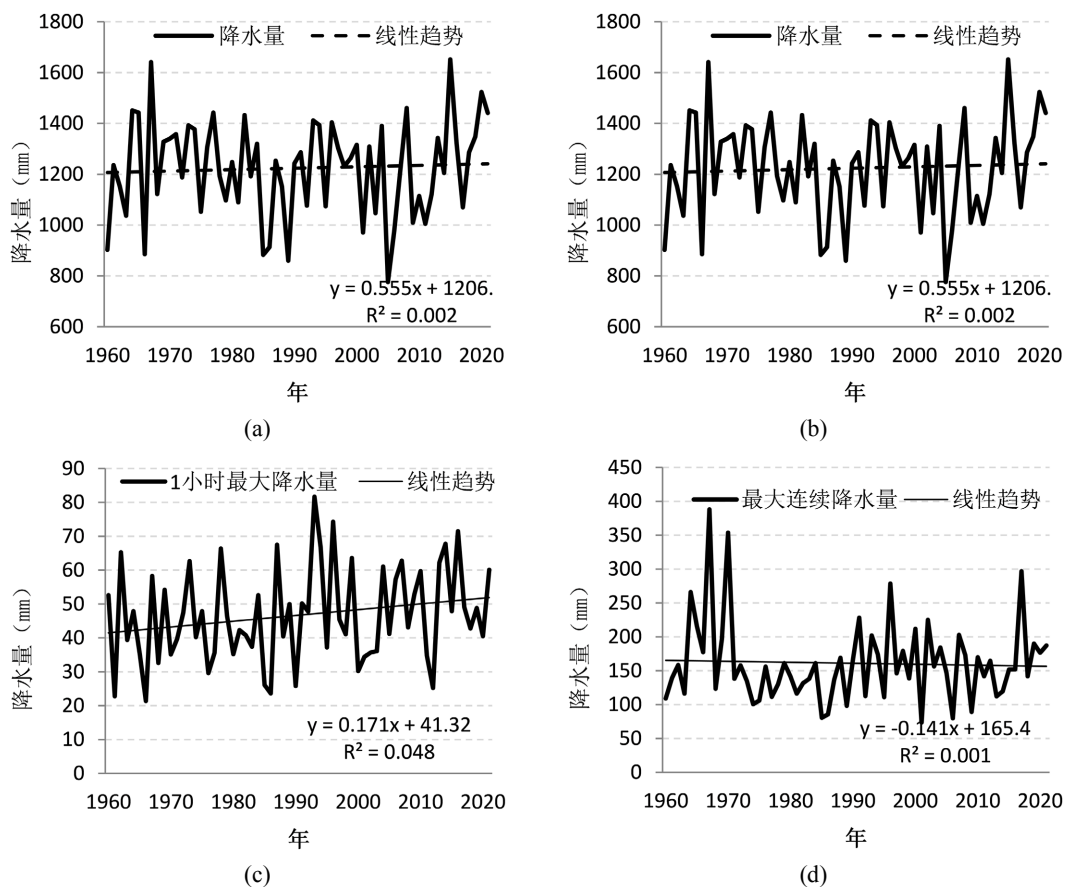 1800
降水量 线性趋势
1600
1400
1200
1000
800
600
降水量（mm）
y = 0.555x + 1206.
R² = 0.002
1960 1970 1980 1990 2000 2010 2020
年
(a)
1800
降水量 线性趋势
1600
1400
1200
1000
800
600
降水量（mm）
y = 0.555x + 1206.
R² = 0.002
1960 1970 1980 1990 2000 2010 2020
年
(b)
90
1小时最大降水量 线性趋势
80
70
60
50
40
30
20
10
0
降水量（mm）
y = 0.171x + 41.32
R² = 0.048
1960 1970 1980 1990 2000 2010 2020
年
(c)
450
400
最大连续降水量 线性趋势
350
300
250
200
150
100
50
0
降水量（mm）
y = -0.141x + 165.4
R² = 0.001
1960 1970 1980 1990 2000 2010 2020
年
(d)